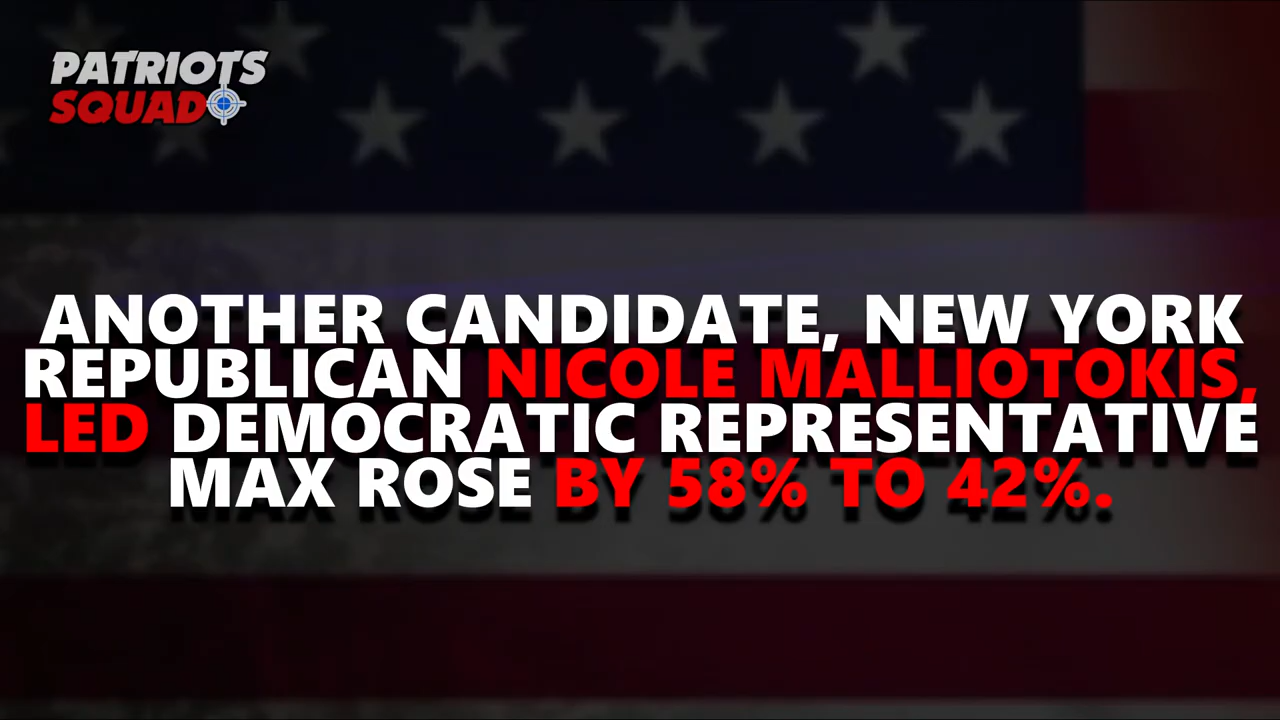 PATRIOTS
SQUAD
ANOTHER CANDIDATE, NEW YORK
REPUBLICAN NICOLE MALLIOTOKIS,
LED DEMOCRATIC REPRESENTATIVE
MAX ROSE BY 58% TO 42%.